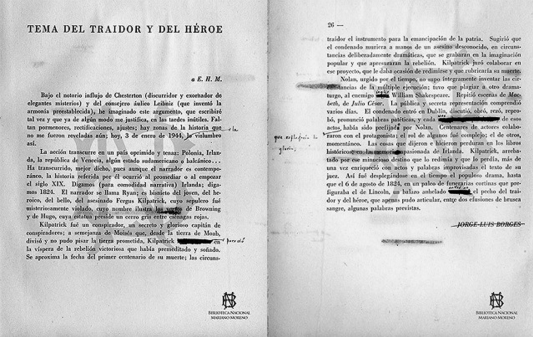 TEMA DEL TRAIDOR Y DEL HÉROE
a E. H. M.
Bajo el notorio influjo de Chesterton (discurridor y exornador de
elegantes misterios) y del consejero áulico Leibniz (que inventó la
armonía preestablecida), he imaginado este argumento, que escribiré
tal vez y que ya de algún modo me justifica, en las tardes inútiles. Fal-
tan pormenores, rectificaciones, ajustes; hay zonas de la historia que
no me fueron reveladas aún; hoy, 3 de enero de 1944, vislumbro
así.
La acción transcurre en un país oprimido y tenaz: Polonia, Irlan-
da, la república de Venecia, algún estado sudamericano o balcánico...
Ha transcurrido, mejor dicho, pues aunque el narrador es contempo-
ráneo, la historia referida por él ocurrió al promediar o al empezar
el siglo XIX. Digamos (para comodidad narrativa) Irlanda; digamos
1824. El narrador se llama Ryan; es bisnieto del joven, del he-
roico, del bello, del asesinado Fergus Kilpatrick, cuyo sepulcro fué
misteriosamente violado, cuyo nombre ilustra los de Browning
y de Hugo, cuya estatua preside un cerro gris entre ciénagas rojas.
Kilpatrick fué un conspirador, un secreto y glorioso capitán de
conspiradores; a semejanza de Moisés que, desde la tierra de Moab,
divisó y no pudo pisar la tierra prometida, Kilpatrick en
la víspera de la rebelión victoriosa que había premeditado y soñado.
Se aproxima la fecha del primer centenario de su muerte; las circuns-
BIBLIOTECA NACIONAL
MARIANO MORENO
26 —
traidor el instrumento para la emancipación de la patria. Sugirió que
el condenado muriera a manos de un asesino desconocido, en circuns-
tancias deliberadamente dramáticas, que se grabaran en la imaginación
popular y que apresuraran la rebelión. Kilpatrick juró colaborar en
ese proyecto, que le daba ocasión de redimirse y que rubricaría su muerte.
Nolan, urgido por el tiempo, no supo íntegramente inventar las cir-
cunstancias de la múltiple ejecución; tuvo que plagiar a otro drama-
turgo, al enemigo William Shakespeare. Repitió escenas de Macbeth,
de Julio César. La pública y secreta representación comprendió
varios días. El condenado entró en Dublin, discutió, obró, rezó, repro-
bó, pronunció palabras patéticas, y cada de esos
actos había sido prefijado por Nolan. Centenares de actores colabo-
raron con el protagonista; el rol de algunos fué complejo; el de otros,
momentáneo. Las cosas que dijeron e hicieron perduran en los libros
históricos de Irlanda. Kilpatrick, arre-
batado por ese minucioso destino que lo redimía y que lo perdía, más de
una vez enriqueció con actos y palabras improvisadas el texto de su
juez. Así fué desplegándose en el tiempo el populoso drama, hasta
que el 6 de agosto de 1824, en un palco de funerarias cortinas que pre-
figuraba el de Lincoln, un balazo anhelado el pecho del traidor
y del héroe, que apenas pudo articular, entre dos efusiones de brusca
sangre, algunas palabras previstas.
JORGE LUIS BORGES
BIBLIOTECA NACIONAL
MARIANO MORENO